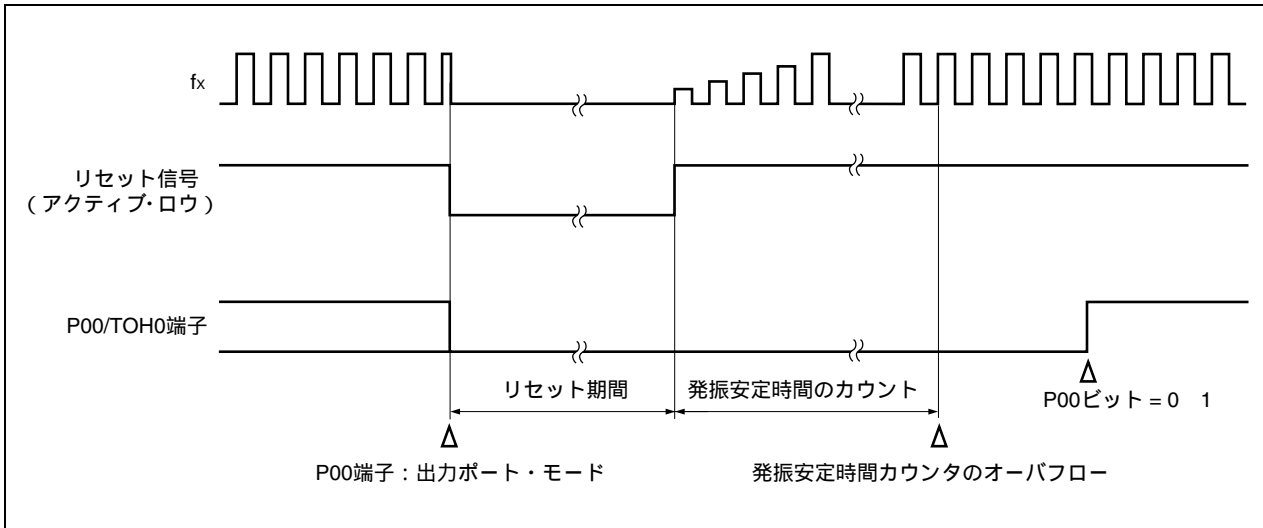 fx
リセット信号
（アクティブ・ロウ）
P00/TOH0端子
リセット期間
発振安定時間のカウント
P00ビット = 0 1
P00端子：出力ポート・モード
発振安定時間カウンタのオーバフロー